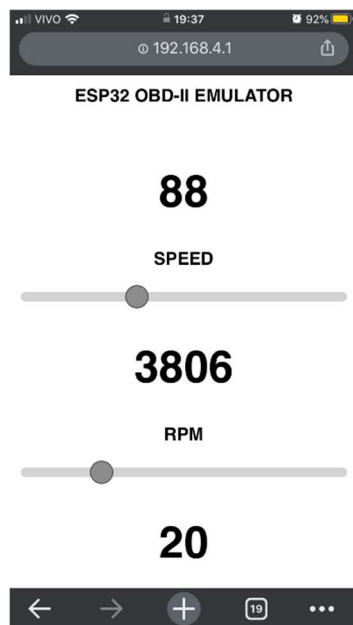 VIVO 19:37 92%
192.168.4.1
ESP32 OBD-II EMULATOR
88
SPEED
3806
RPM
20
19